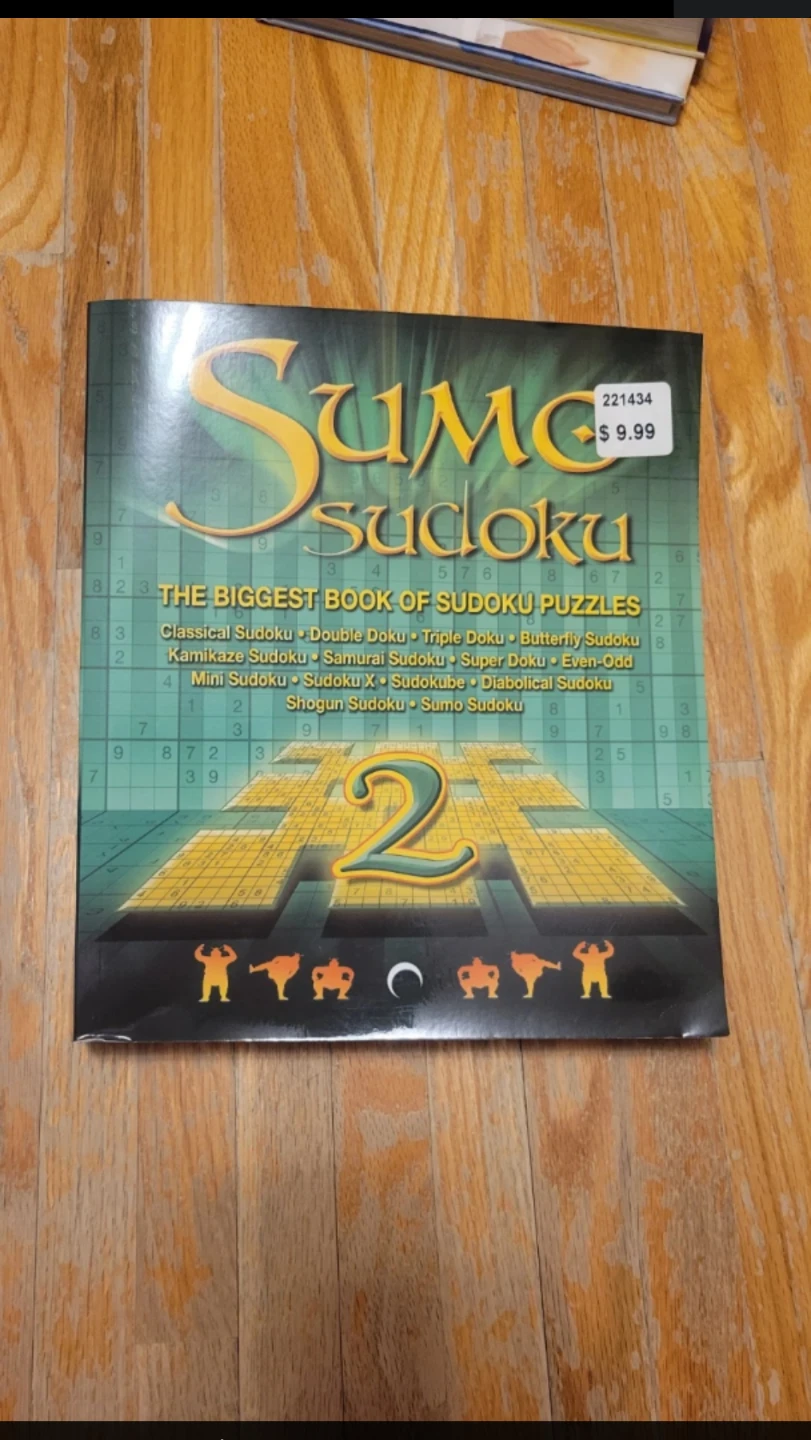 SUMO
221434
$ 9.99
sudoku
THE BIGGEST BOOK OF SUDOKU PUZZLES
Classical Sudoku • Double Doku • Triple Doku • Butterfly Sudoku
Kamikaze Sudoku • Samurai Sudoku • Super Doku • Even-Odd
Mini Sudoku • Sudoku X • Sudokube • Diabolical Sudoku
Shogun Sudoku • Sumo Sudoku
2